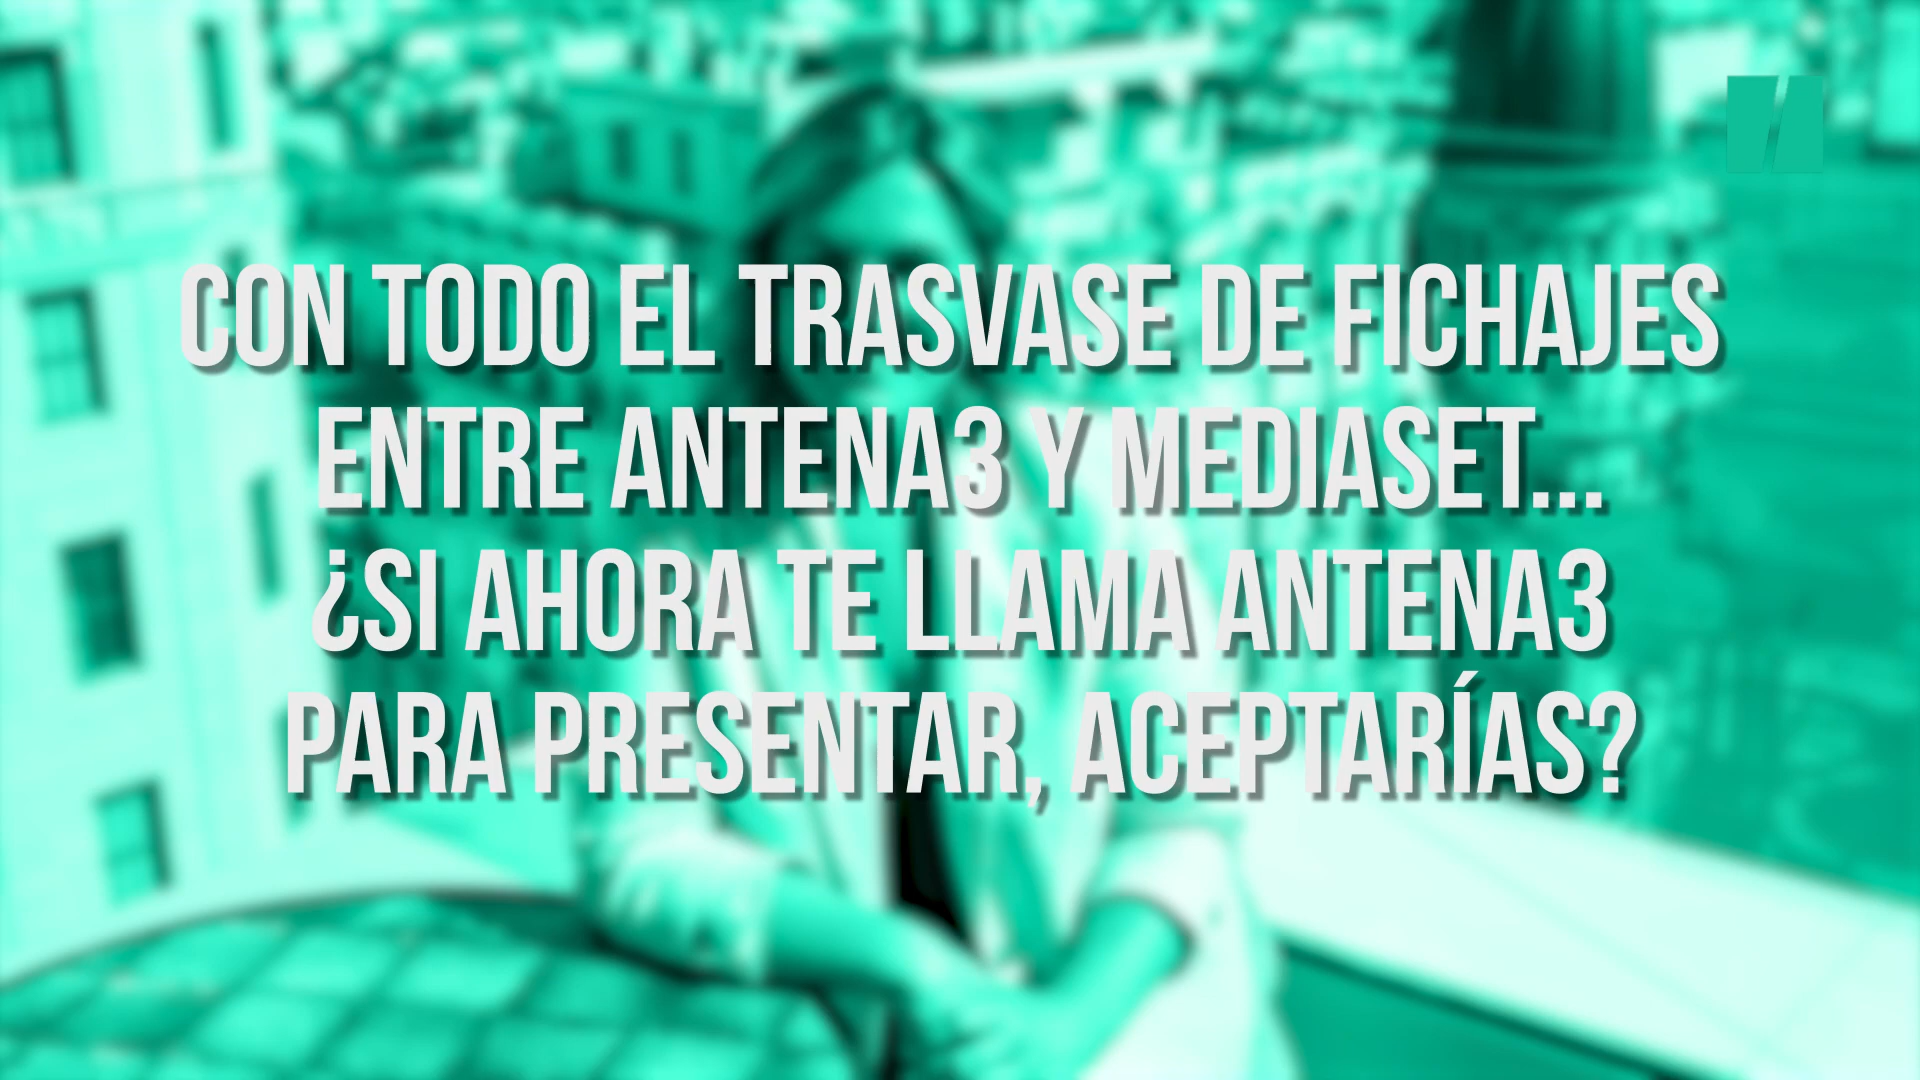 CON TODO EL TRASVASE DE FICHAJES
ENTRE ANTENA3 Y MEDIASET...
¿SI AHORA TE LLAMA ANTENA3
PARA PRESENTAR, ACEPTARÍAS?